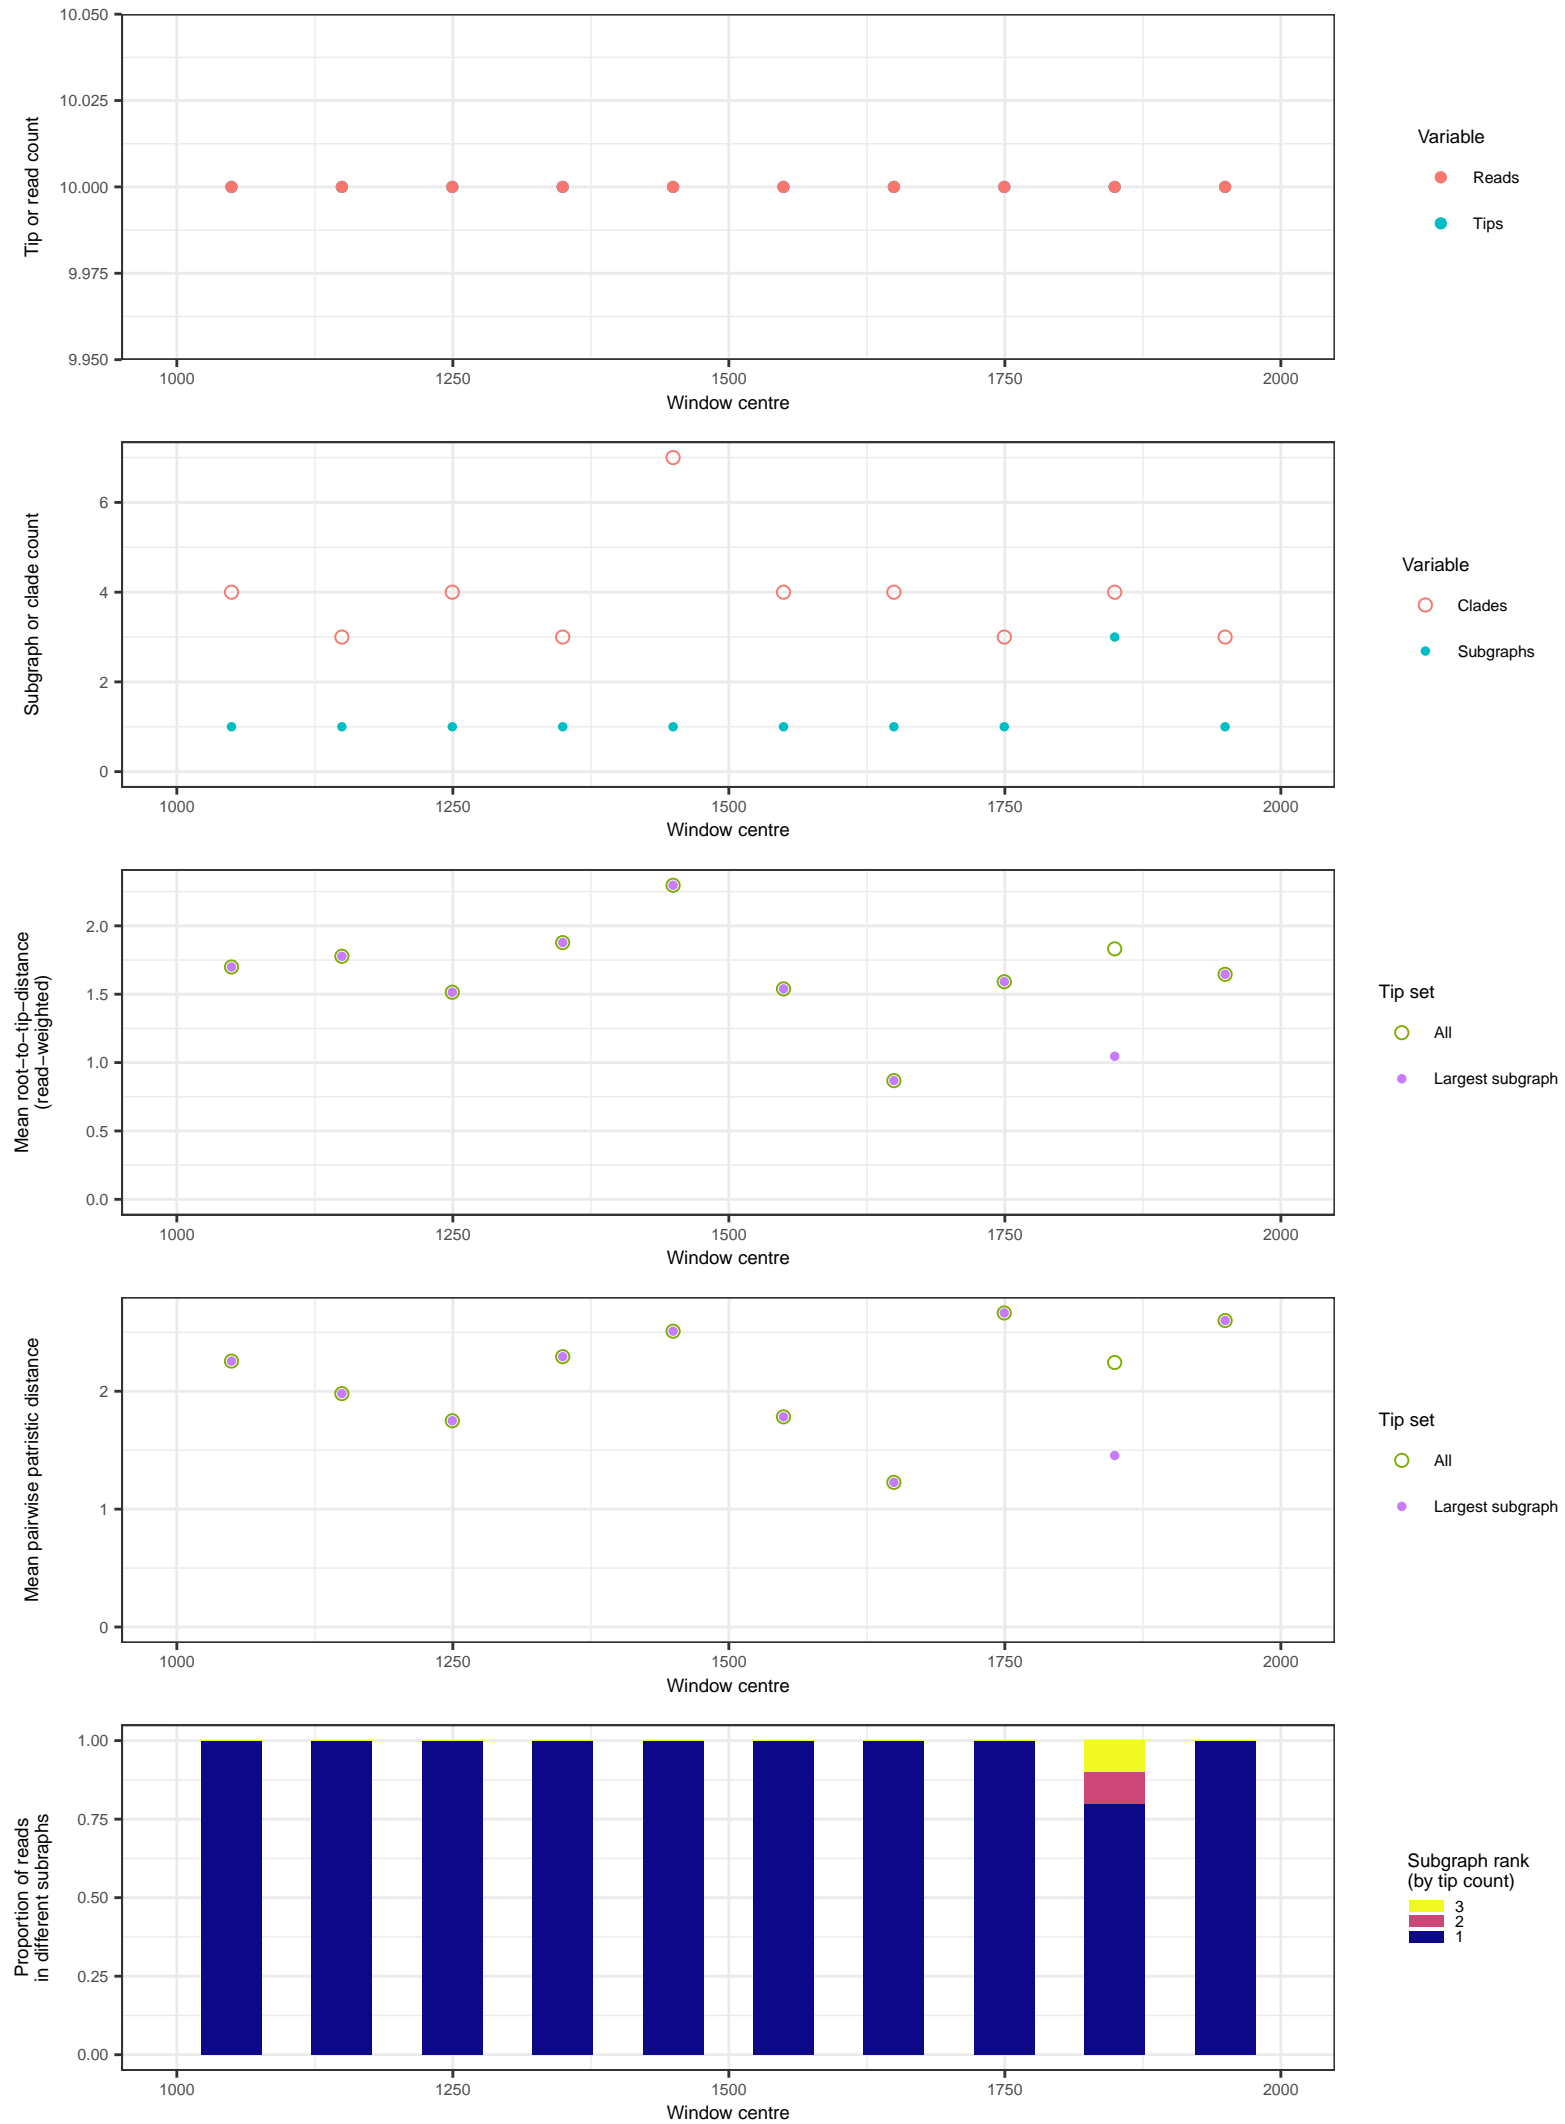 Tip or read count
10.050
10.025
10.000
9.975
9.950
1000 1250 1500 1750 2000
Window centre
Variable
Reads
Tips
Subgraph or clade count
6
4
2
0
1000 1250 1500 1750 2000
Window centre
Variable
Clades
Subgraphs
Mean root−to−tip−distance
(read−weighted)
2.0
1.5
1.0
0.5
0.0
1000 1250 1500 1750 2000
Window centre
Tip set
All
Largest subgraph
Mean pairwise patristic distance
2
1
0
1000 1250 1500 1750 2000
Window centre
Tip set
All
Largest subgraph
Proportion of reads
in different subraphs
1.00
0.75
0.50
0.25
0.00
1000 1250 1500 1750 2000
Window centre
Subgraph rank
(by tip count)
3
2
1